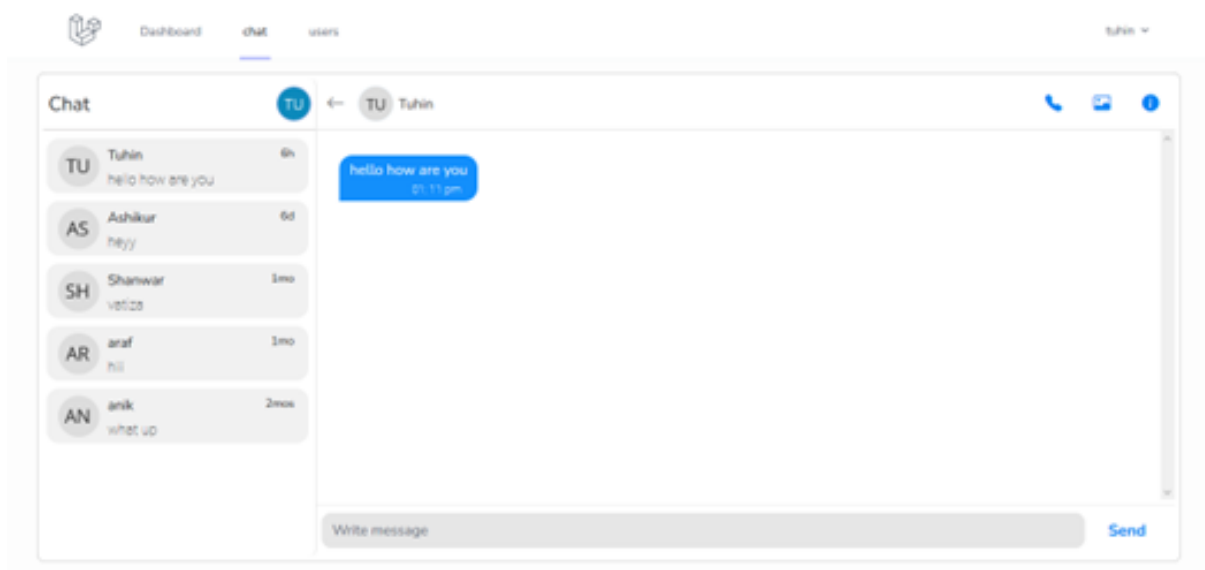 Dashboard chat users tuhin
Chat TU
TU Tuhin
TU Tuhin 6h
hello how are you
AS Ashikur 6d
heyy
SH Shanwar 1mo
vatiza
AR araf 1mo
hii
AN anik 2mos
what up
hello how are you
01:11 pm
Write message
Send